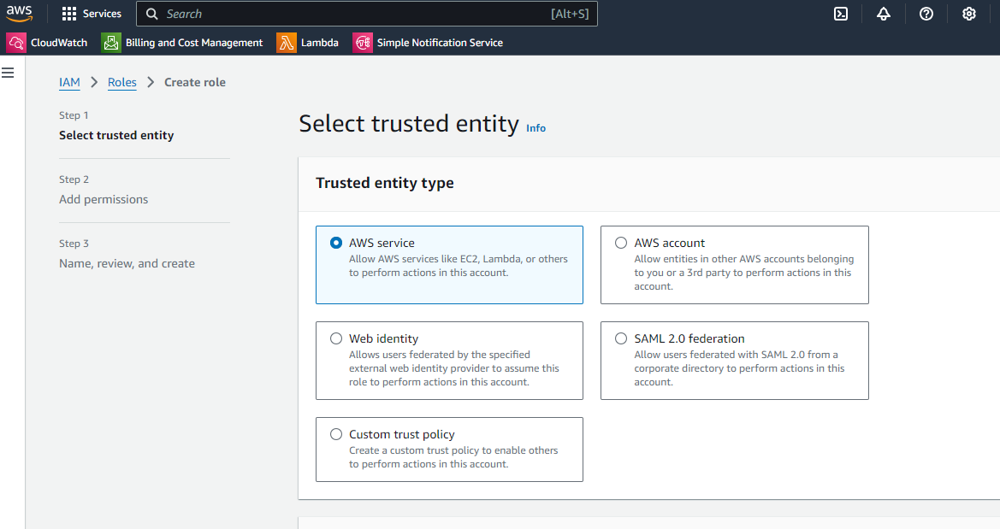 aws
Services
Search
[Alt+S]
CloudWatch
Billing and Cost Management
Lambda
Simple Notification Service
IAM > Roles > Create role
Step 1
Select trusted entity
Step 2
Add permissions
Step 3
Name, review, and create
Select trusted entity Info
Trusted entity type
AWS service
Allow AWS services like EC2, Lambda, or others
to perform actions in this account.
AWS account
Allow entities in other AWS accounts belonging
to you or a 3rd party to perform actions in this
account.
Web identity
Allows users federated by the specified
external web identity provider to assume this
role to perform actions in this account.
SAML 2.0 federation
Allow users federated with SAML 2.0 from a
corporate directory to perform actions in this
account.
Custom trust policy
Create a custom trust policy to enable others
to perform actions in this account.